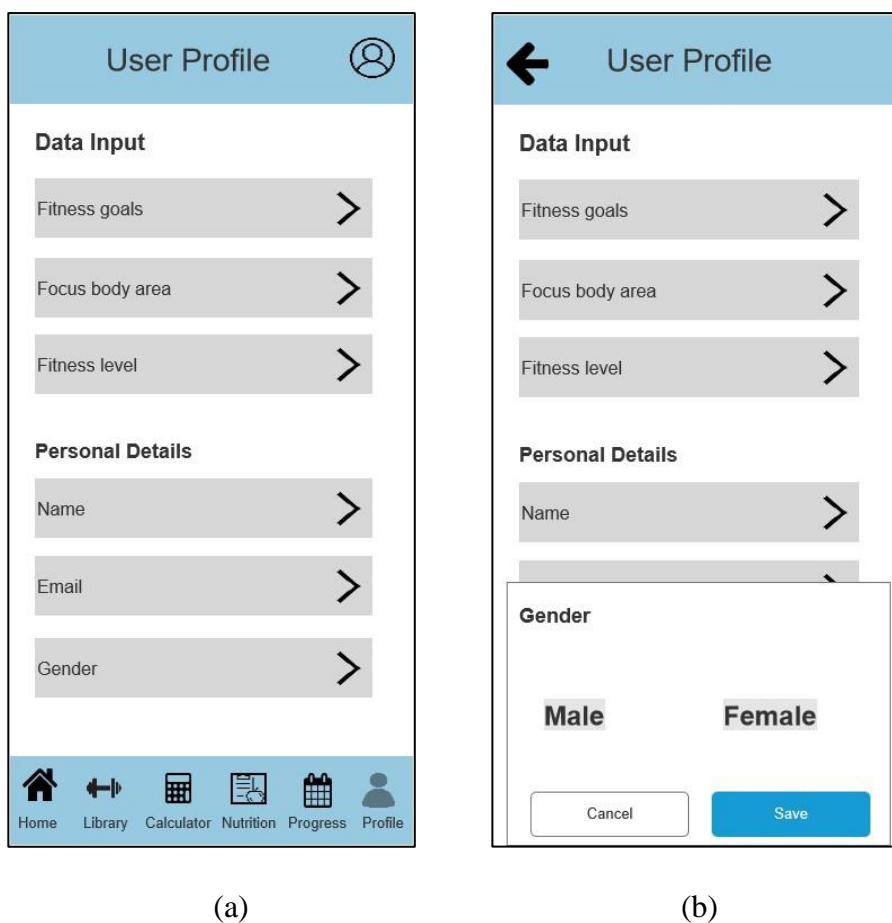 User Profile
Data Input
Fitness goals
Focus body area
Fitness level
Personal Details
Name
Email
Gender
Home Library Calculator Nutrition Progress Profile
(a)
User Profile
Data Input
Fitness goals
Focus body area
Fitness level
Personal Details
Name
Gender
Male Female
Cancel Save
(b)